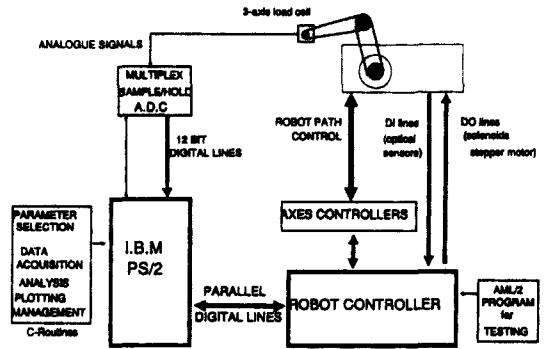 3-axis load cell
ANALOGUE SIGNALS
MULTIPLEX
SAMPLE/HOLD
A.D.C
12 BIT
DIGITAL LINES
ROBOT PATH
CONTROL
DI lines
(optical
sensors)
DO lines
(solenoids
stepper motor)
PARAMETER
SELECTION
DATA
ACQUISITION
ANALYSIS
PLOTTING
MANAGEMENT
C-Routines
I.B.M
PS/2
AXES CONTROLLERS
PARALLEL
DIGITAL LINES
ROBOT CONTROLLER
AML/2
PROGRAM
for
TESTING